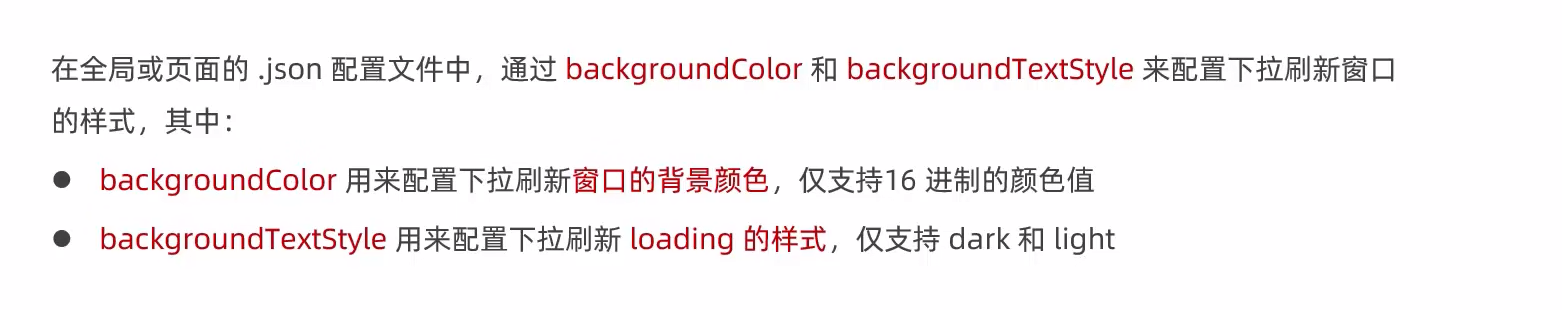 在全局或页面的 .json 配置文件中，通过 backgroundColor 和 backgroundTextStyle 来配置下拉刷新窗口
的样式，其中：
● backgroundColor 用来配置下拉刷新窗口的背景颜色，仅支持16 进制的颜色值
● backgroundTextStyle 用来配置下拉刷新 loading 的样式，仅支持 dark 和 light